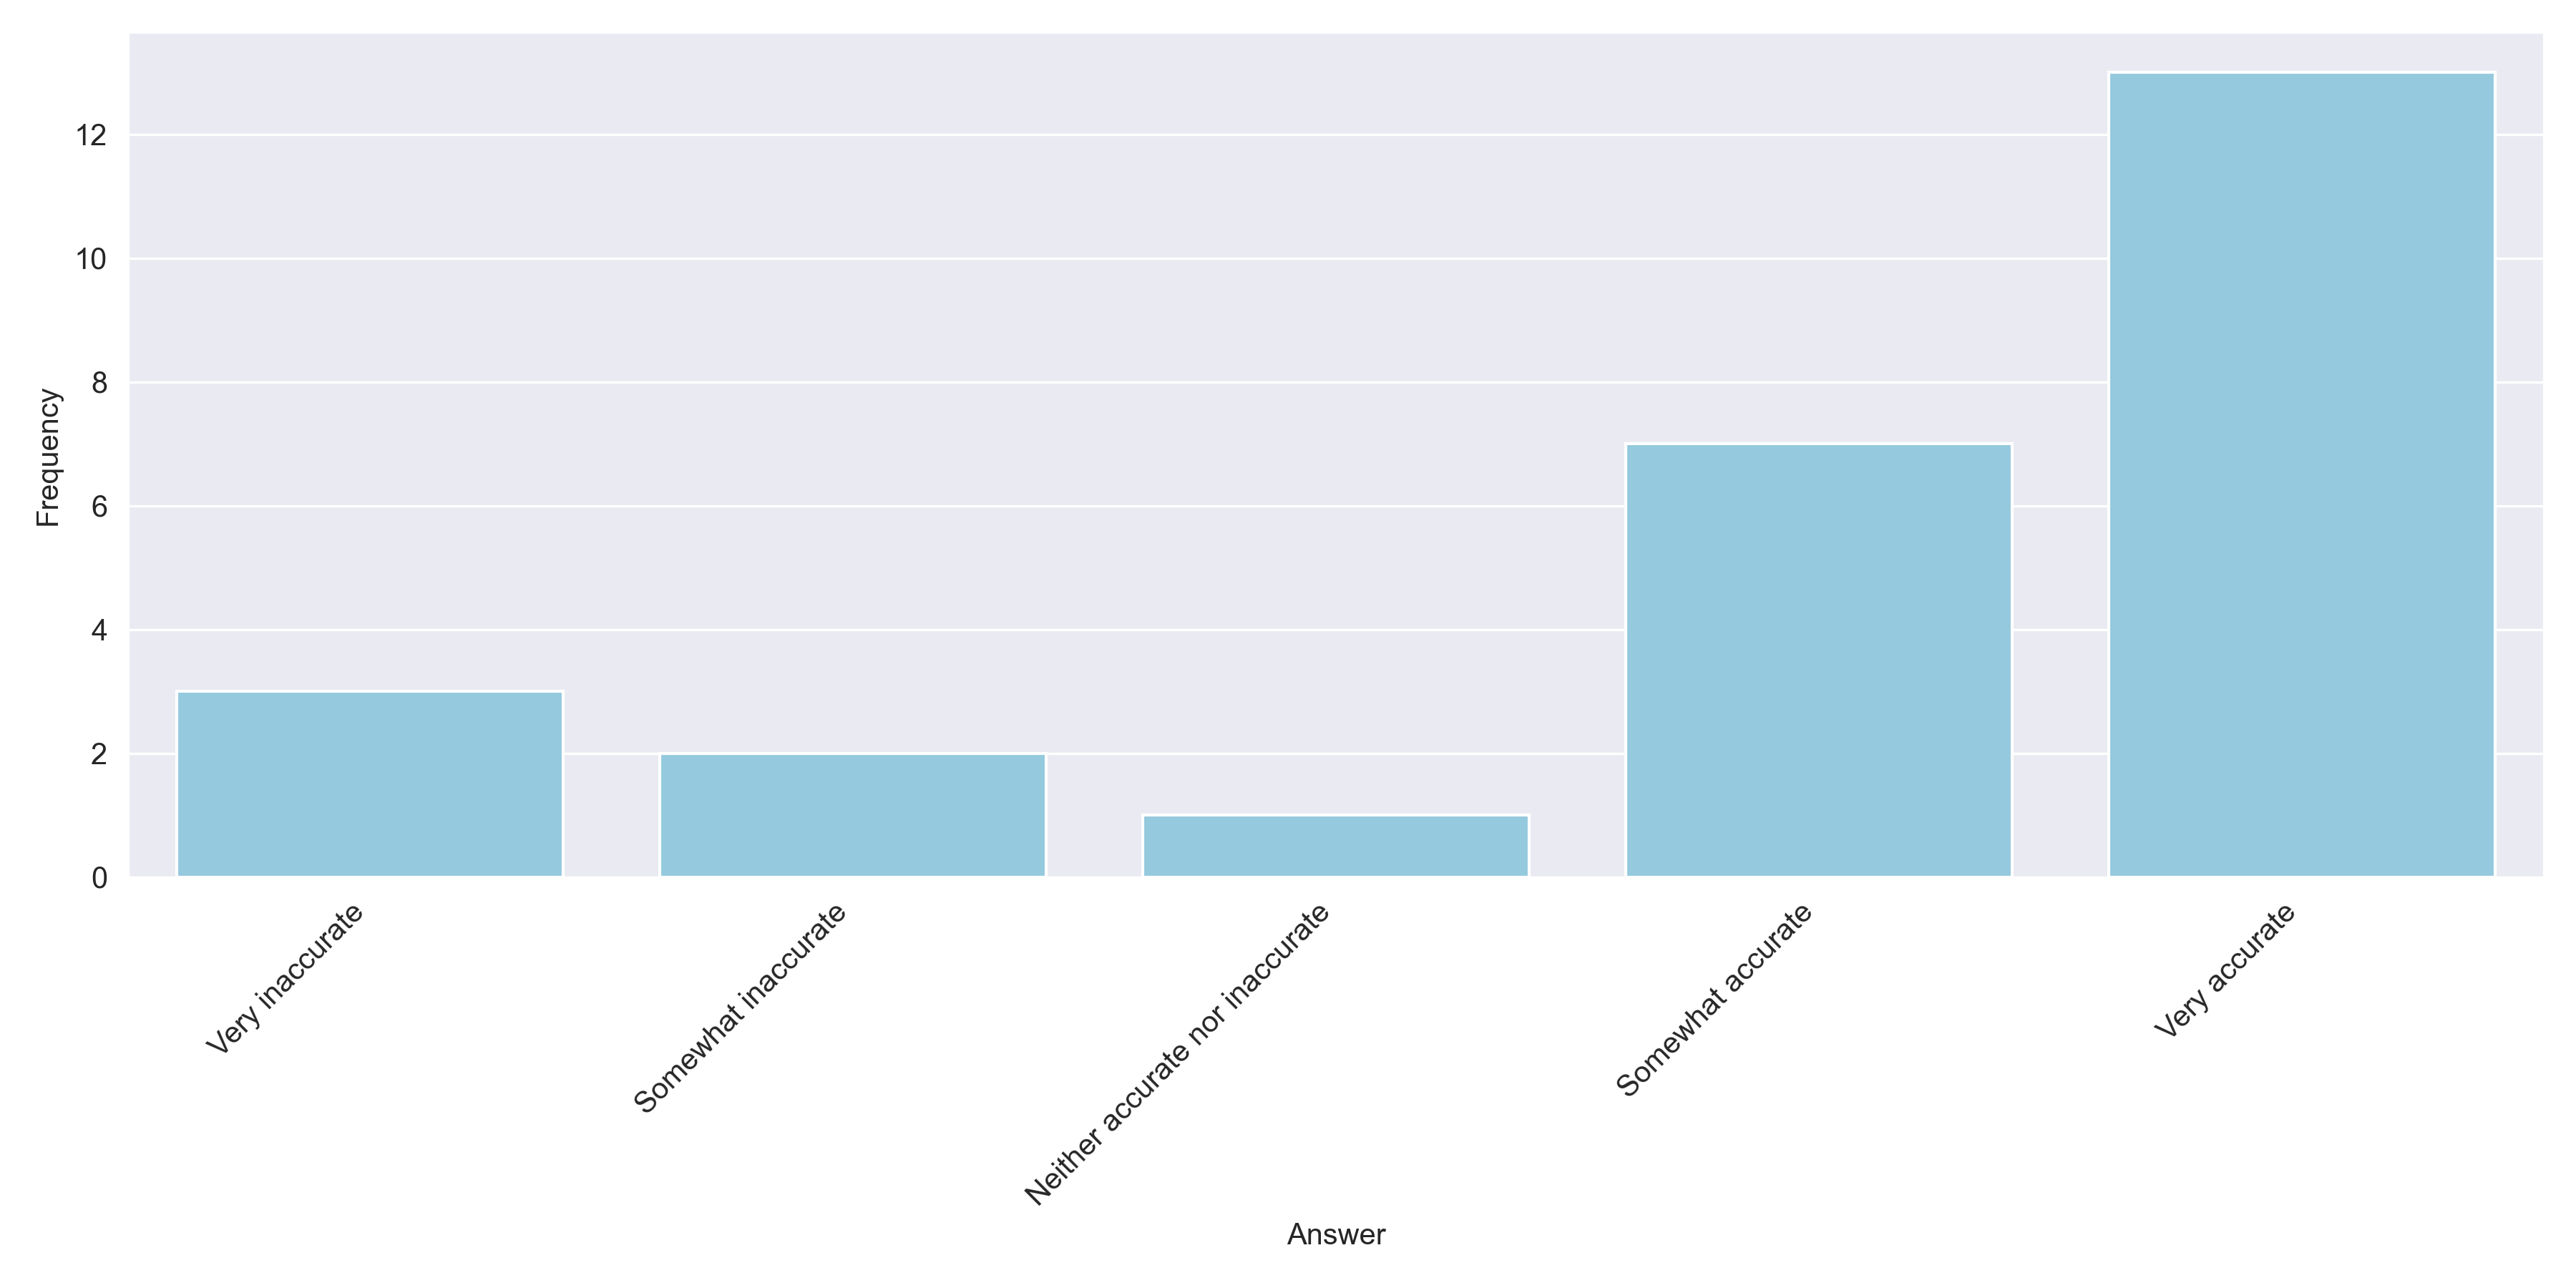 12
10
8
6
4
2
0
Frequency
Very inaccurate
Somewhat inaccurate
Neither accurate nor inaccurate
Somewhat accurate
Very accurate
Answer